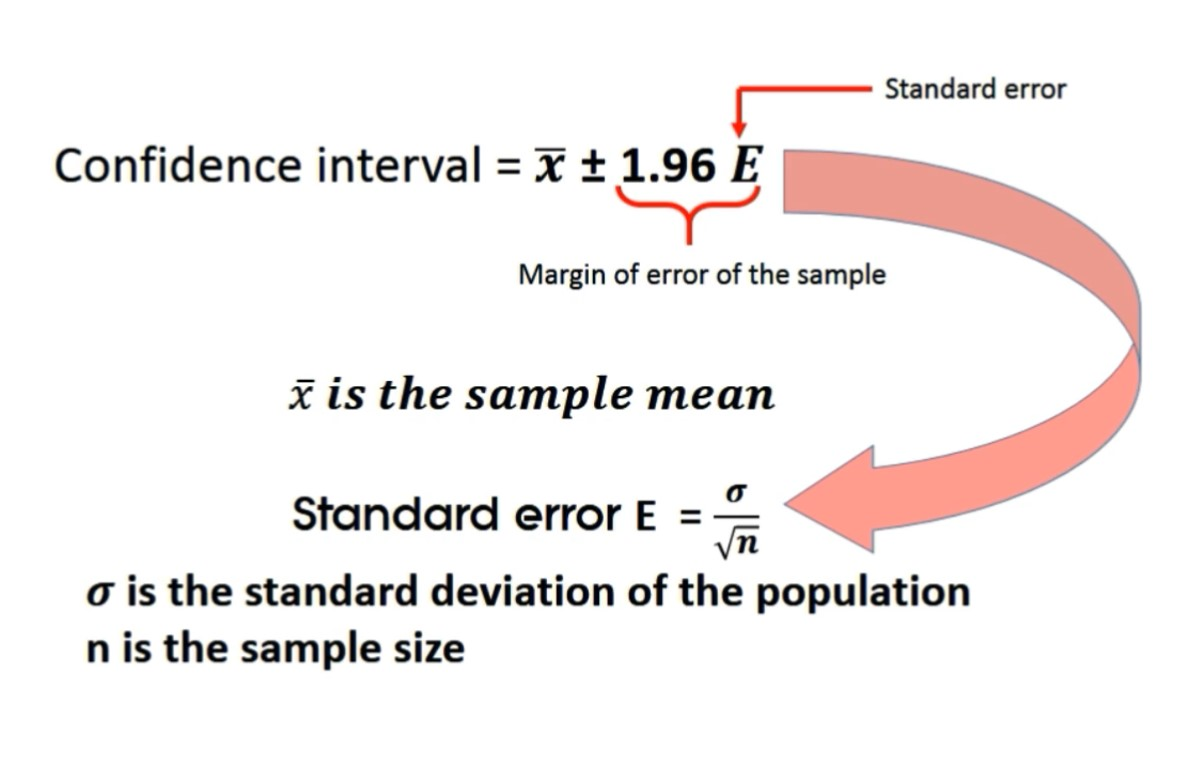 Standard error
Confidence interval = x̄ ± 1.96 E
Margin of error of the sample
x̄ is the sample mean
Standard error E = σ/√n
σ is the standard deviation of the population
n is the sample size